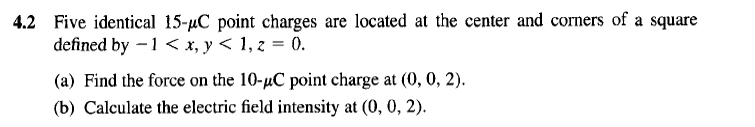 4.2 Five identical 15-μC point charges are located at the center and corners of a square
defined by −1 < x, y < 1, z = 0.
(a) Find the force on the 10-μC point charge at (0, 0, 2).
(b) Calculate the electric field intensity at (0, 0, 2).